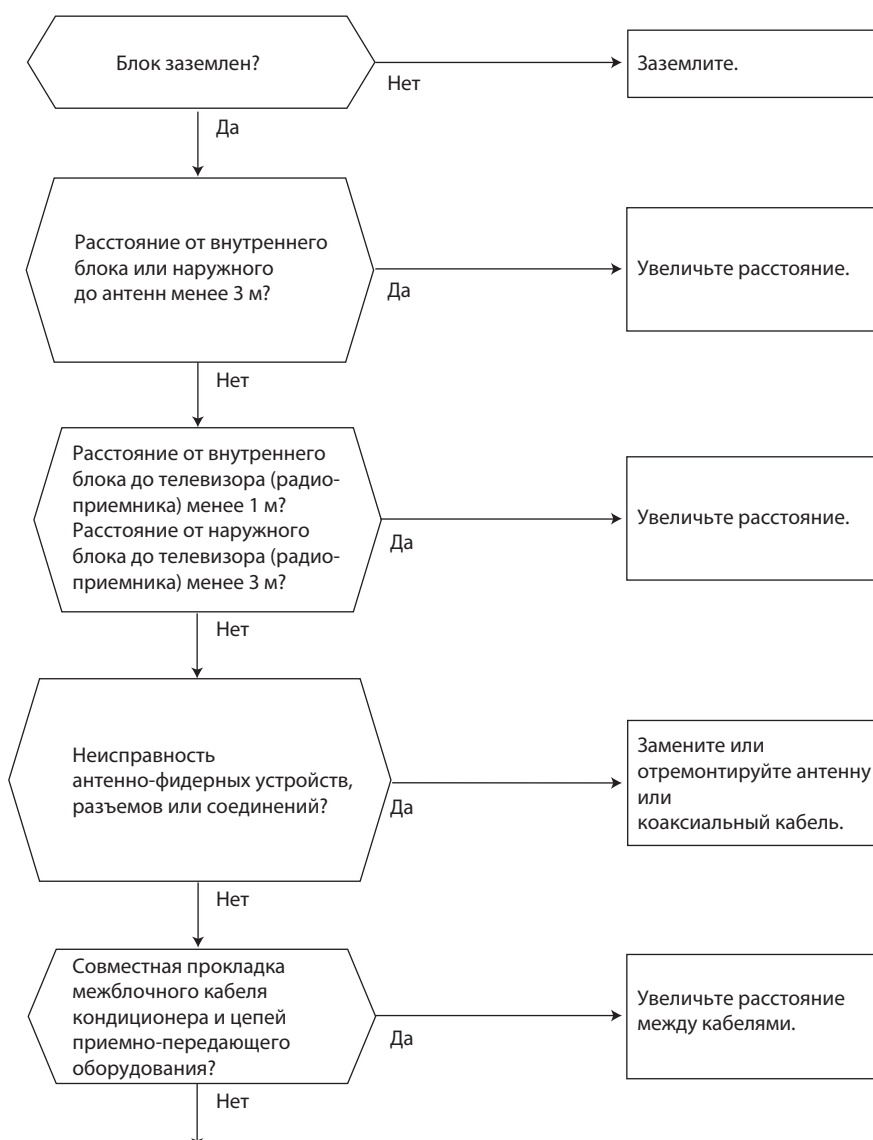 Блок заземлен?
Нет
Заземлите.
Да
Расстояние от внутреннего
блока или наружного
до антенн менее 3 м?
Да
Увеличьте расстояние.
Нет
Расстояние от внутреннего
блока до телевизора (радио-
приемника) менее 1 м?
Расстояние от наружного
блока до телевизора (радио-
приемника) менее 3 м?
Да
Увеличьте расстояние.
Нет
Неисправность
антенно-фидерных устройств,
разъемов или соединений?
Да
Замените или
отремонтируйте антенну
или
коаксиальный кабель.
Нет
Совместная прокладка
межблочного кабеля
кондиционера и цепей
приемно-передающего
оборудования?
Да
Увеличьте расстояние
между кабелями.
Нет